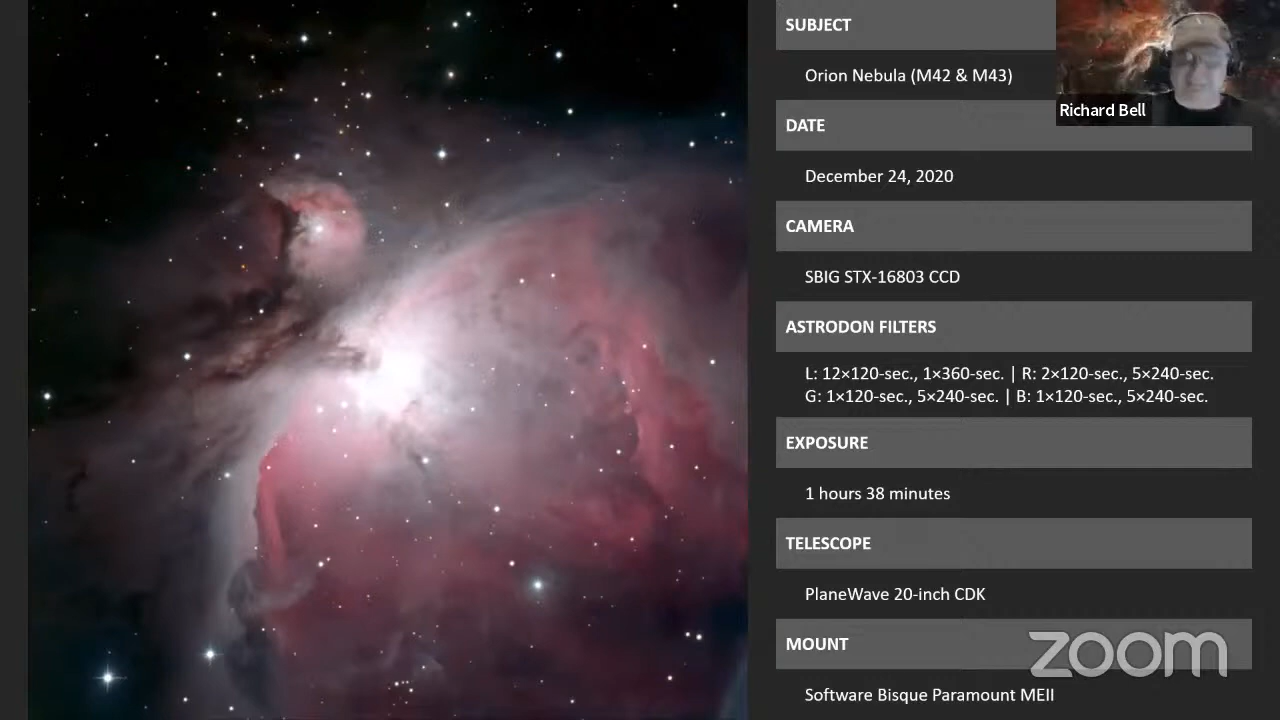 SUBJECT
Orion Nebula (M42 & M43)
Richard Bell
DATE
December 24, 2020
CAMERA
SBIG STX-16803 CCD
ASTRODON FILTERS
L: 12×120-sec., 1×360-sec. | R: 2×120-sec., 5×240-sec.
G: 1×120-sec., 5×240-sec. | B: 1×120-sec., 5×240-sec.
EXPOSURE
1 hours 38 minutes
TELESCOPE
PlaneWave 20-inch CDK
MOUNT
zoom
Software Bisque Paramount MEII